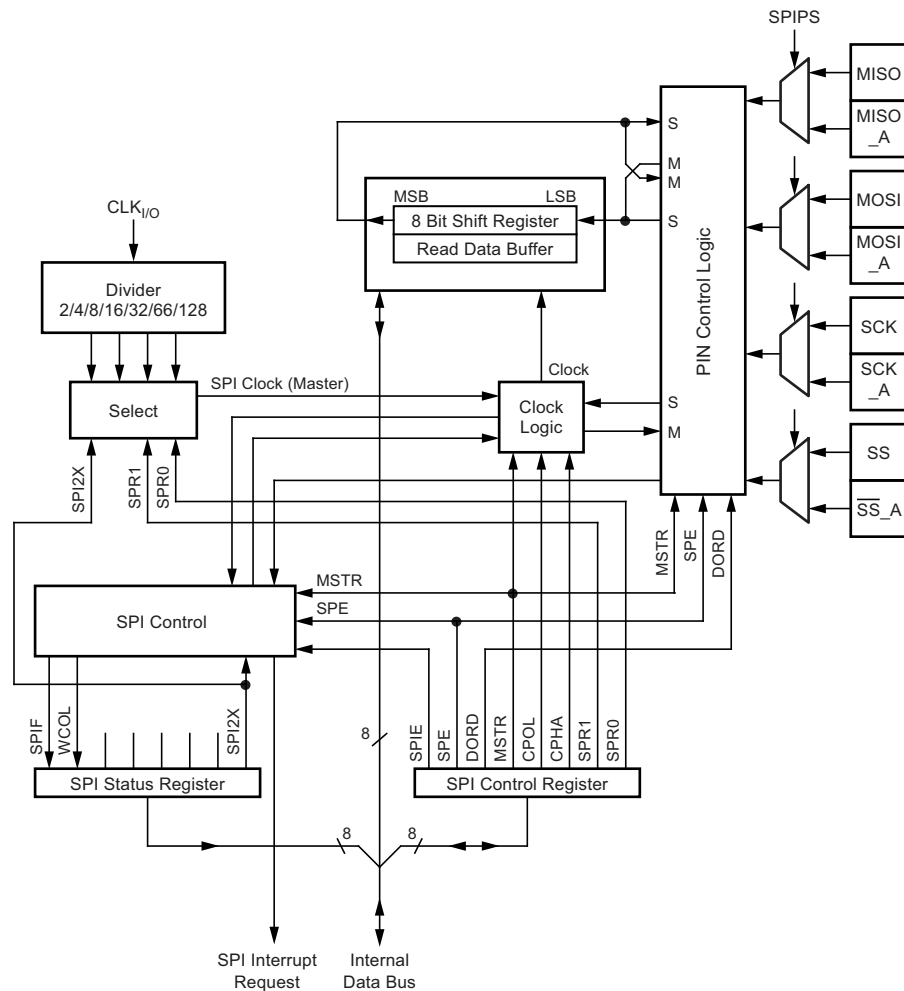 SPIPS
MISO
MISO
_A
S
M
M
MSB
LSB
8 Bit Shift Register
S
Read Data Buffer
MOSI
MOSI
_A
CLKI/O
Divider
2/4/8/16/32/66/128
PIN Control Logic
SCK
SCK
_A
SPI Clock (Master)
Clock
Select
Clock
Logic
S
M
SS
S̅S̅_A
SPI2X
SPR1
SPR0
MSTR
SPE
DORD
MSTR
SPE
SPI Control
SPIF
WCOL
SPI2X
8
SPIE
SPE
DORD
MSTR
CPOL
CPHA
SPR1
SPR0
SPI Status Register
SPI Control Register
8
8
SPI Interrupt
Request
Internal
Data Bus